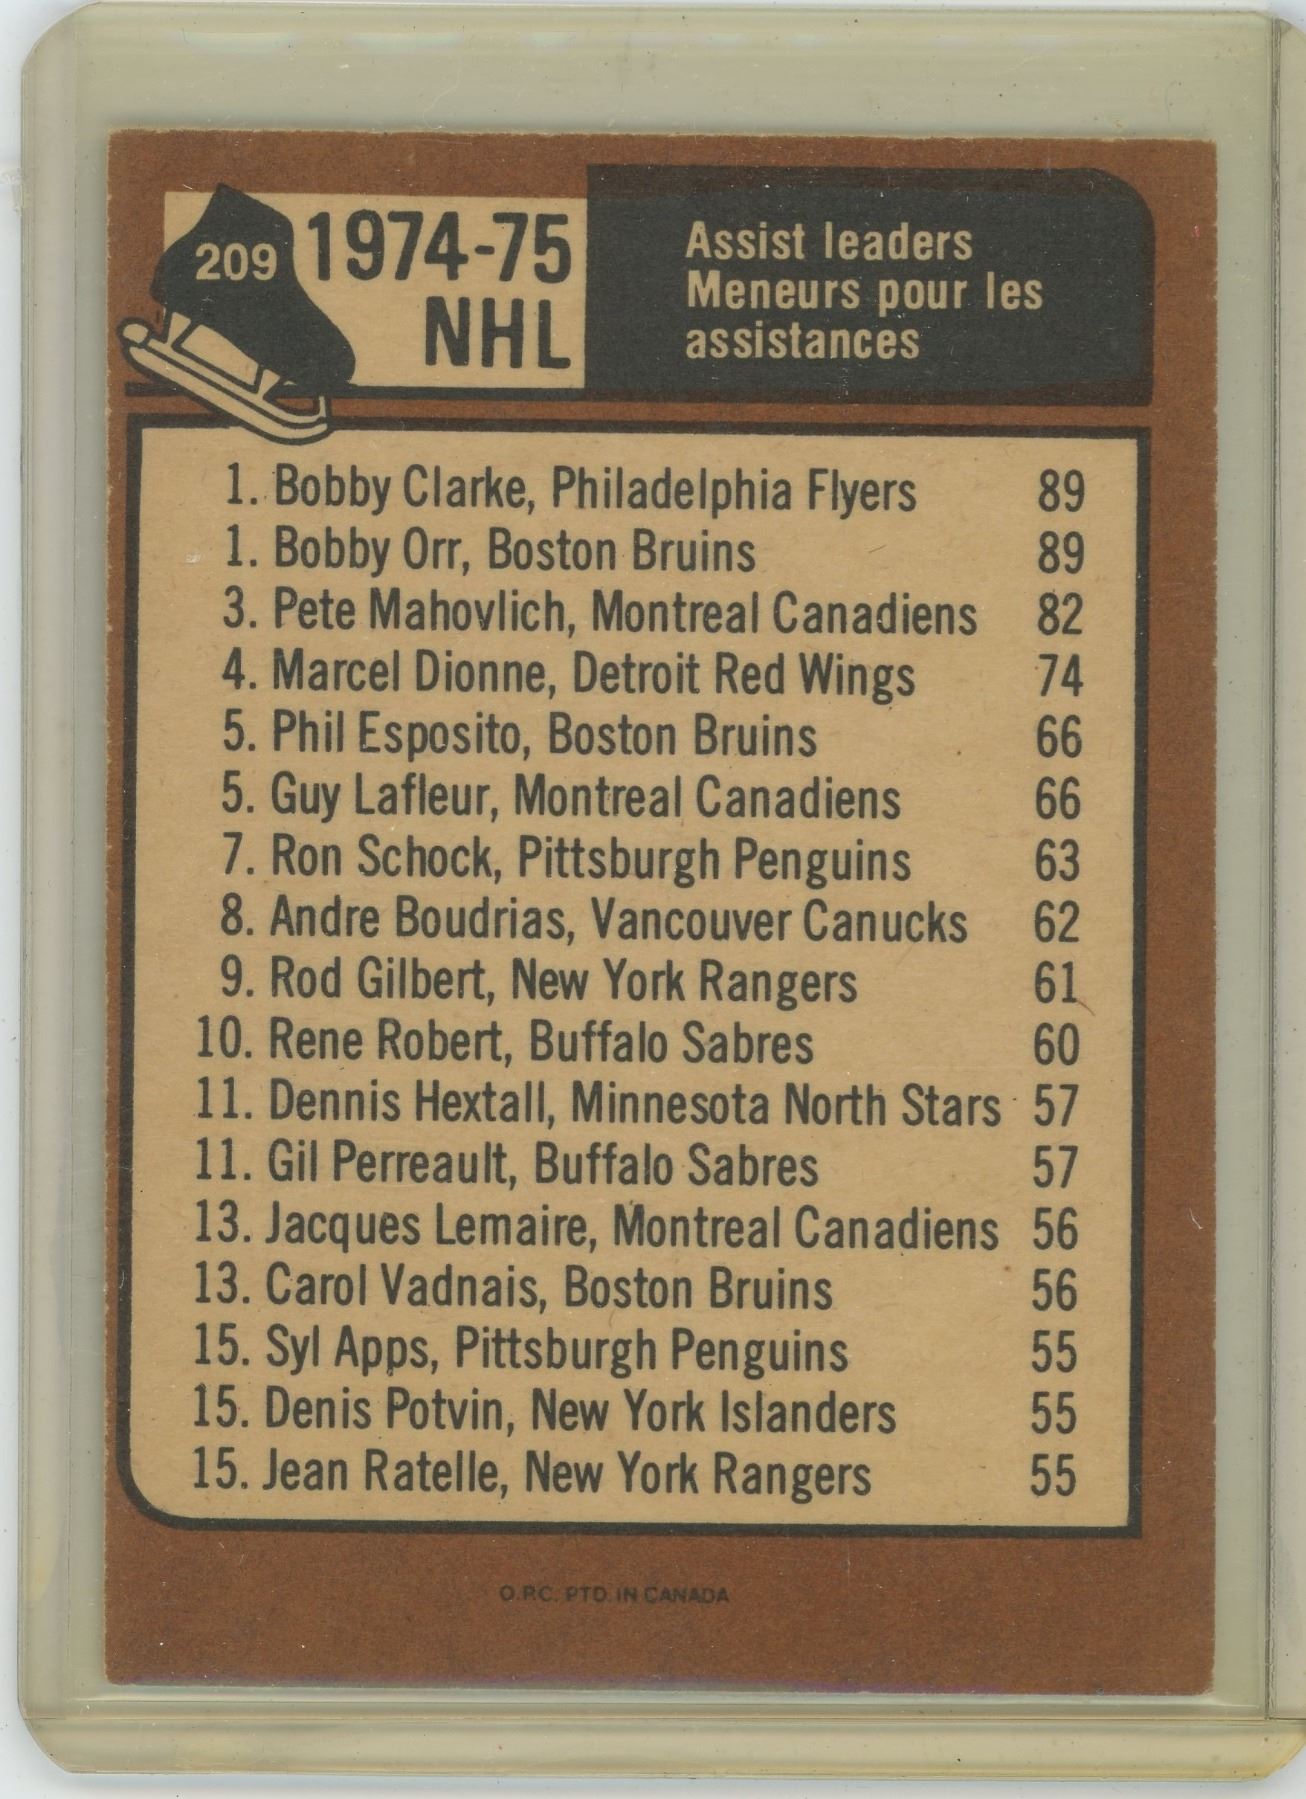 209
1974-75
NHL
Assist leaders
Meneurs pour les
assistances
1. Bobby Clarke, Philadelphia Flyers 89
1. Bobby Orr, Boston Bruins 89
3. Pete Mahovlich, Montreal Canadiens 82
4. Marcel Dionne, Detroit Red Wings 74
5. Phil Esposito, Boston Bruins 66
5. Guy Lafleur, Montreal Canadiens 66
7. Ron Schock, Pittsburgh Penguins 63
8. Andre Boudrias, Vancouver Canucks 62
9. Rod Gilbert, New York Rangers 61
10. Rene Robert, Buffalo Sabres 60
11. Dennis Hextall, Minnesota North Stars 57
11. Gil Perreault, Buffalo Sabres 57
13. Jacques Lemaire, Montreal Canadiens 56
13. Carol Vadnais, Boston Bruins 56
15. Syl Apps, Pittsburgh Penguins 55
15. Denis Potvin, New York Islanders 55
15. Jean Ratelle, New York Rangers 55
O.P.C. PTD. IN CANADA